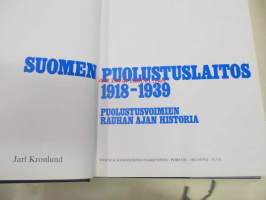 SUOMEN PUOLUSTUSLAITOS
1918-1939
PUOLUSTUSVOIMIEN
RAUHAN AJAN HISTORIA
Jarl Kronlund